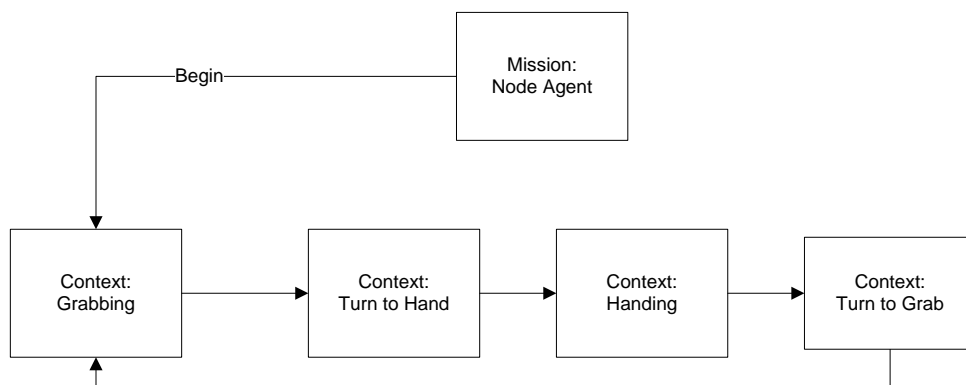 Mission:
Node Agent
Begin
Context:
Grabbing
Context:
Turn to Hand
Context:
Handing
Context:
Turn to Grab